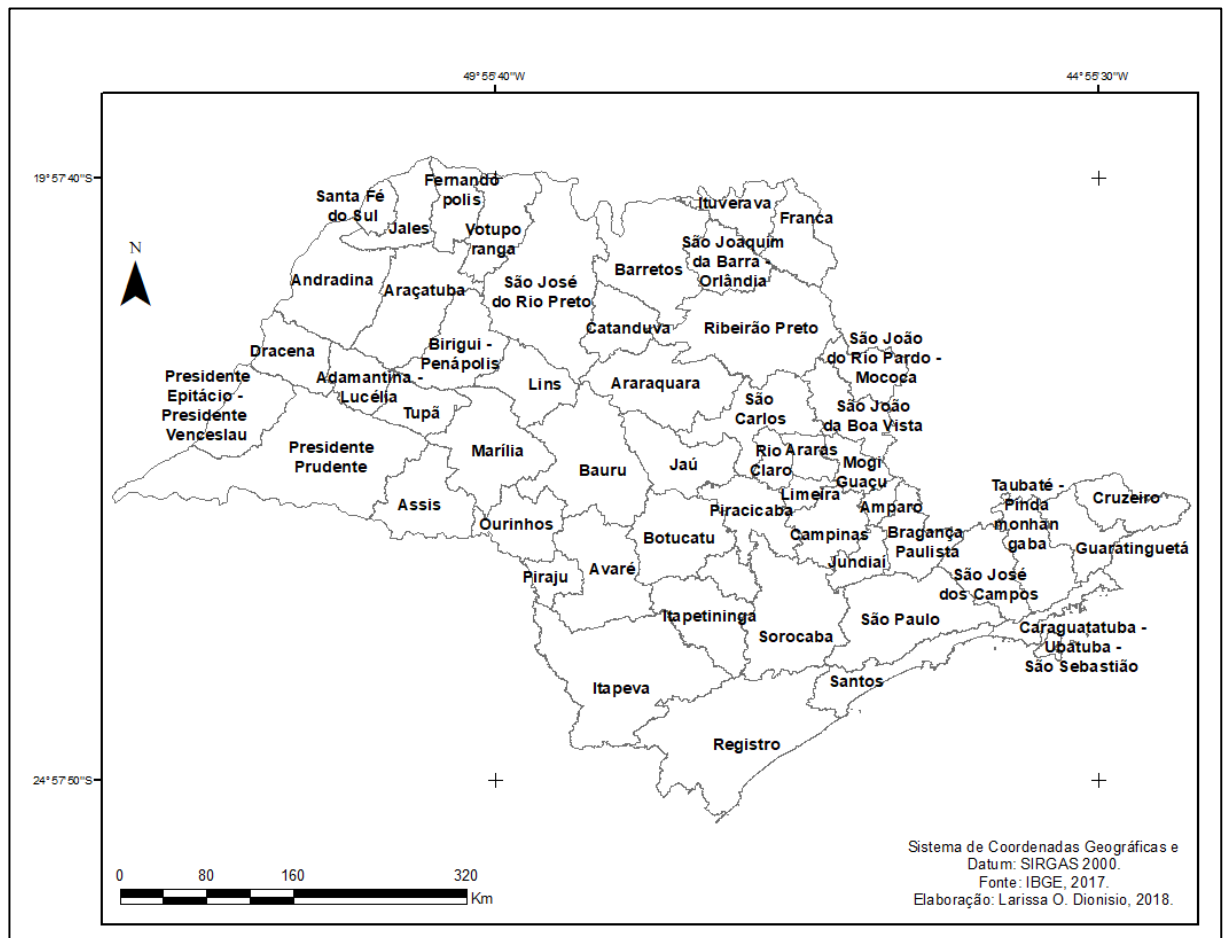 49°55'40"W
44°55'30"W
19°57'40"S
24°57'50"S
N
Santa Fé
do Sul
Jales
Fernando
polis
Votupo
ranga
Ituverava
Franca
São Joaquim
da Barra -
Orlândia
Barretos
Andradina
Araçatuba
São José
do Rio Preto
Catanduva
Ribeirão Preto
Dracena
Birigui -
Penápolis
São João
do Rio Pardo -
Mococa
Presidente
Epitácio -
Presidente
Venceslau
Adamantina -
Lucélia
Tupã
Lins
Araraquara
São
Carlos
São João
da Boa Vista
Presidente
Prudente
Marília
Bauru
Jaú
Rio
Claro
Araras
Mogi
Guaçu
Assis
Ourinhos
Botucatu
Piracicaba
Limeira
Amparo
Campinas
Bragança
Paulista
Taubaté -
Pinda
monhan
gaba
Cruzeiro
Guaratinguetá
Piraju
Avaré
Jundiaí
São José
dos Campos
Itapetininga
Sorocaba
São Paulo
Caraguatatuba -
Ubatuba -
São Sebastião
Itapeva
Santos
Registro
0 80 160 320
Km
Sistema de Coordenadas Geográficas e
Datum: SIRGAS 2000.
Fonte: IBGE, 2017.
Elaboração: Larissa O. Dionisio, 2018.